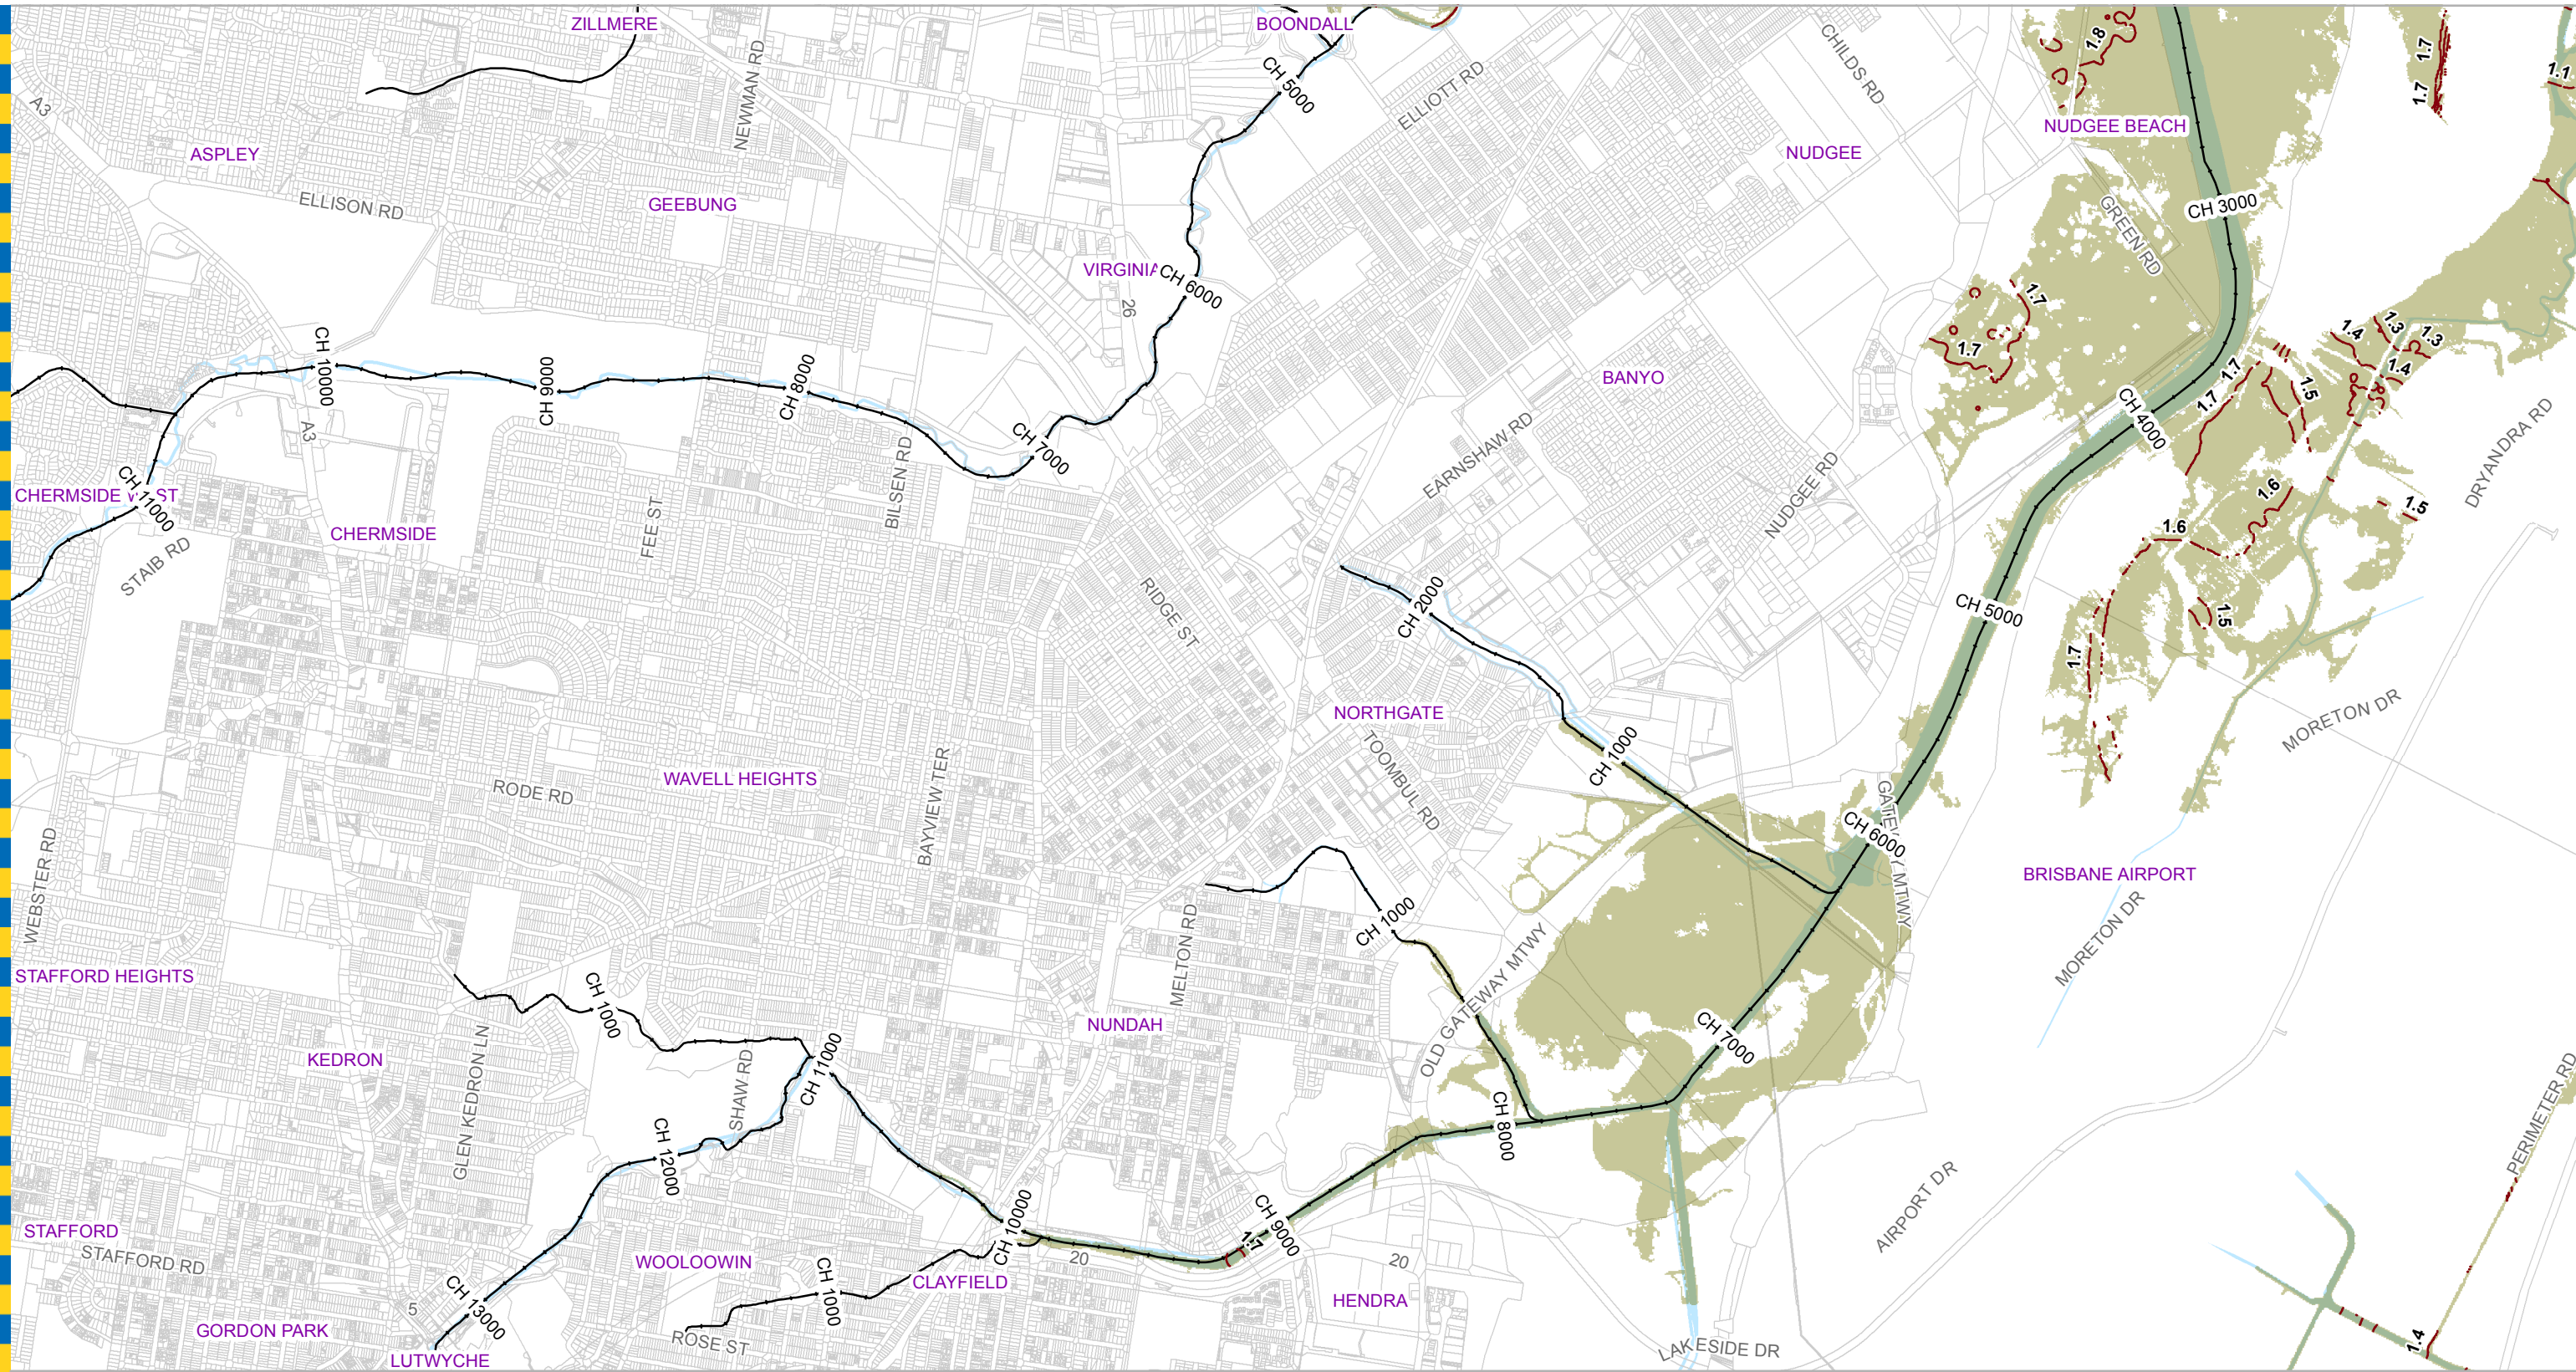 ZILLMERE
BOONDALL
A3
NEWMAN RD
CH 5000
ELLIOTT RD
CHILDS RD
1.8
1.7
1.7
1.1
ASPLEY
NUDGEE
NUDGEE BEACH
ELLISON RD
GEEBUNG
CH 3000
GREEN RD
VIRGINIA
CH 6000
26
1.7
1.7
1.4
1.3
1.3
1.4
CH 10000
CH 9000
CH 8000
BANYO
1.7
1.7
1.5
A3
CH 7000
BILSEN RD
EARNSHAW RD
NUDGEE RD
CH 4000
DRYANDRA RD
CHERMSIDE W ST
CH 11000
CHERMSIDE
FEE ST
1.6
1.6
1.5
STAIB RD
RIDGE ST
CH 2000
CH 5000
1.5
1.7
NORTHGATE
TOOMBUL RD
CH 1000
MORETON DR
RODE RD
WAVELL HEIGHTS
BAYVIEW TER
CH 6000
GATEWAY MTWY
WEBSTER RD
BRISBANE AIRPORT
MORETON DR
MELTON RD
CH 1000
STAFFORD HEIGHTS
CH 1000
OLD GATEWAY MTWY
NUNDAH
CH 7000
KEDRON
GLEN KEDRON LN
SHAW RD
CH 11000
CH 8000
PERIMETER RD
CH 12000
AIRPORT DR
STAFFORD
STAFFORD RD
CH 10000
CH 9000
1.7
20
20
WOOLOOWIN
CH 1000
CLAYFIELD
HENDRA
CH 13000
5
GORDON PARK
ROSE ST
LAKESIDE DR
1.4
LUTWYCHE